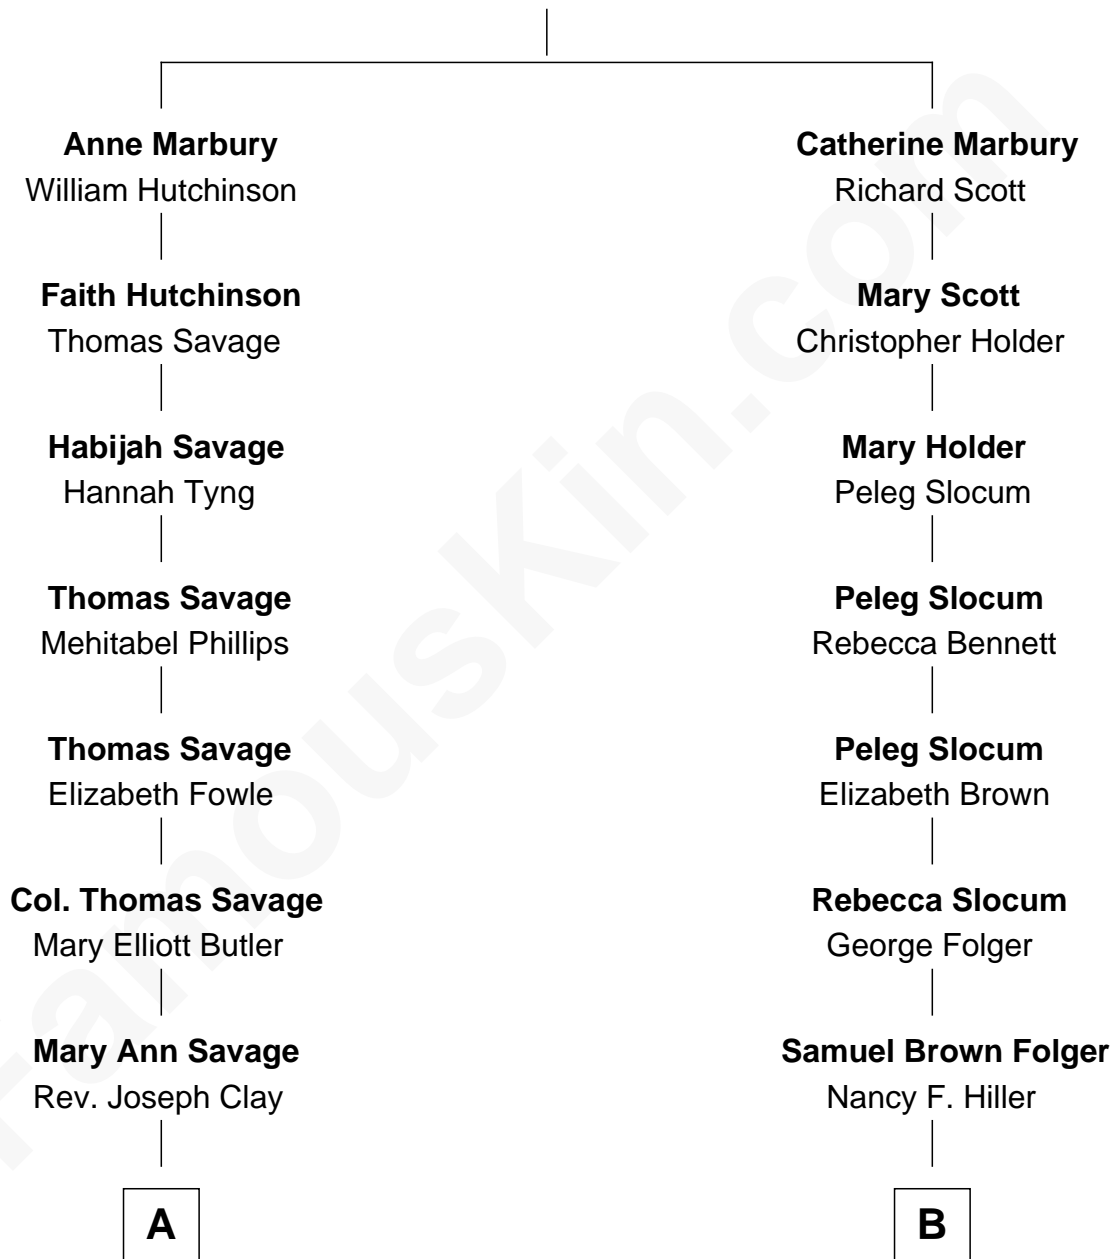 Anne Marbury
William Hutchinson
Faith Hutchinson
Thomas Savage
Habijah Savage
Hannah Tyng
Thomas Savage
Mehitabel Phillips
Thomas Savage
Elizabeth Fowle
Col. Thomas Savage
Mary Elliott Butler
Mary Ann Savage
Rev. Joseph Clay
A
Catherine Marbury
Richard Scott
Mary Scott
Christopher Holder
Mary Holder
Peleg Slocum
Peleg Slocum
Rebecca Bennett
Peleg Slocum
Elizabeth Brown
Rebecca Slocum
George Folger
Samuel Brown Folger
Nancy F. Hiller
B
FamousKin.com